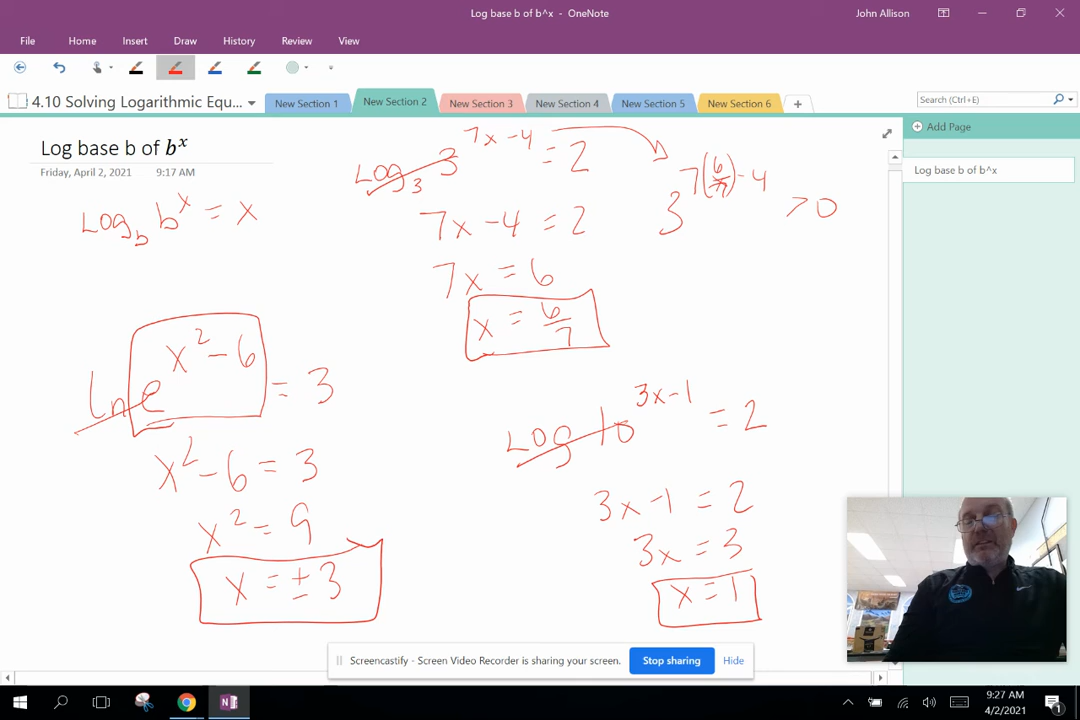 Log base b of b^x - OneNote
John Allison
File Home Insert Draw History Review View
4.10 Solving Logarithmic Equ...
New Section 1 New Section 2 New Section 3 New Section 4 New Section 5 New Section 6 +
Search (Ctrl+E)
Add Page
Log base b of b^x
Log base b of b^x
Friday, April 2, 2021 9:17 AM
Log_b b^x = x
Log_3 3^(7x-4) = 2
7x - 4 = 2
7x = 6
x = 6/7
3^(7(6/7)-4) > 0
Ln e^(x^2-6) = 3
x^2 - 6 = 3
x^2 = 9
x = ±3
Log 10^(3x-1) = 2
3x - 1 = 2
3x = 3
x = 1
Screencastify - Screen Video Recorder is sharing your screen. Stop sharing Hide
9:27 AM
4/2/2021
1